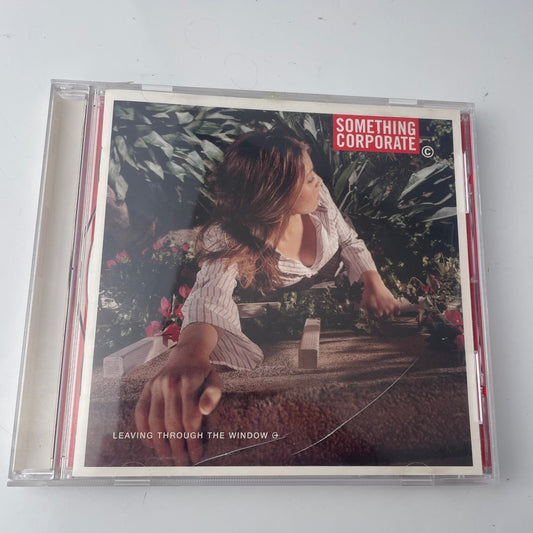 SOMETHING
CORPORATE ©
LEAVING THROUGH THE WINDOW